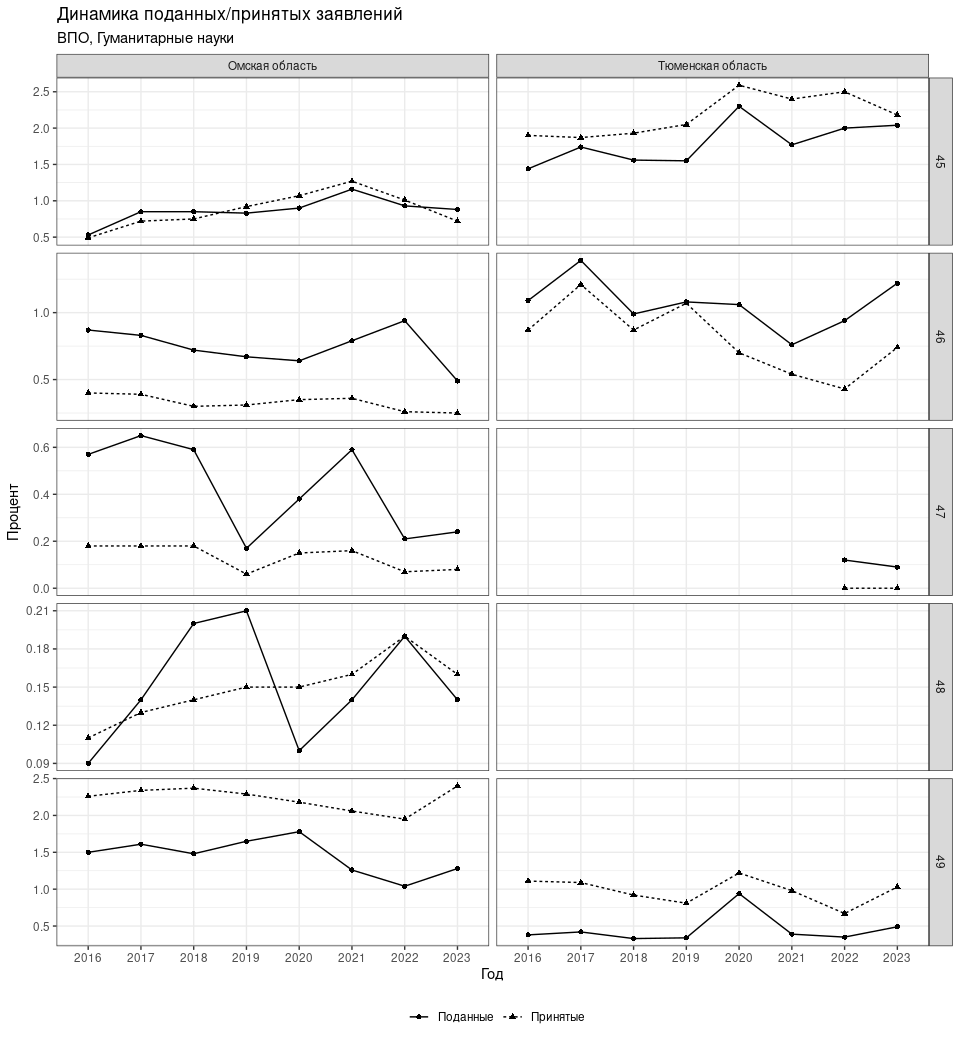 Динамика поданных/принятых заявлений
ВПО, Гуманитарные науки
Омская область
Тюменская область
2.5
2.0
1.5
1.0
0.5
45
1.0
0.5
46
0.6
0.4
0.2
0.0
47
0.21
0.18
0.15
0.12
0.09
48
2.5
2.0
1.5
1.0
0.5
49
Процент
2016 2017 2018 2019 2020 2021 2022 2023
2016 2017 2018 2019 2020 2021 2022 2023
Год
Поданные Принятые